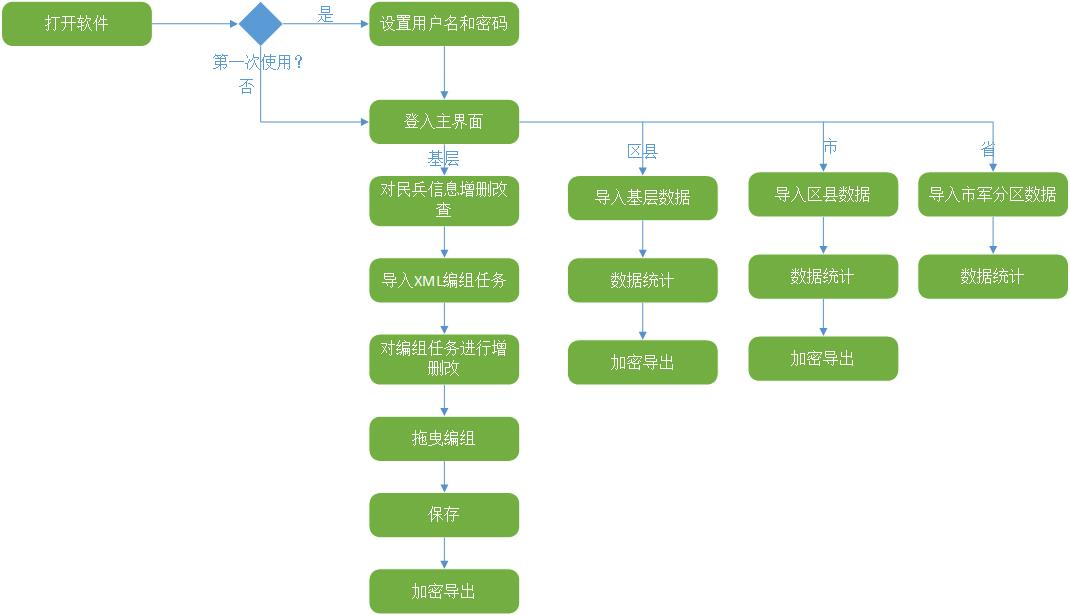 打开软件
是
设置用户名和密码
第一次使用？
否
登入主界面
基层
区县
市
省
对民兵信息增删改
查
导入基层数据
导入区县数据
导入市军分区数据
导入XML编组任务
数据统计
数据统计
数据统计
对编组任务进行增
删改
加密导出
加密导出
拖曳编组
保存
加密导出